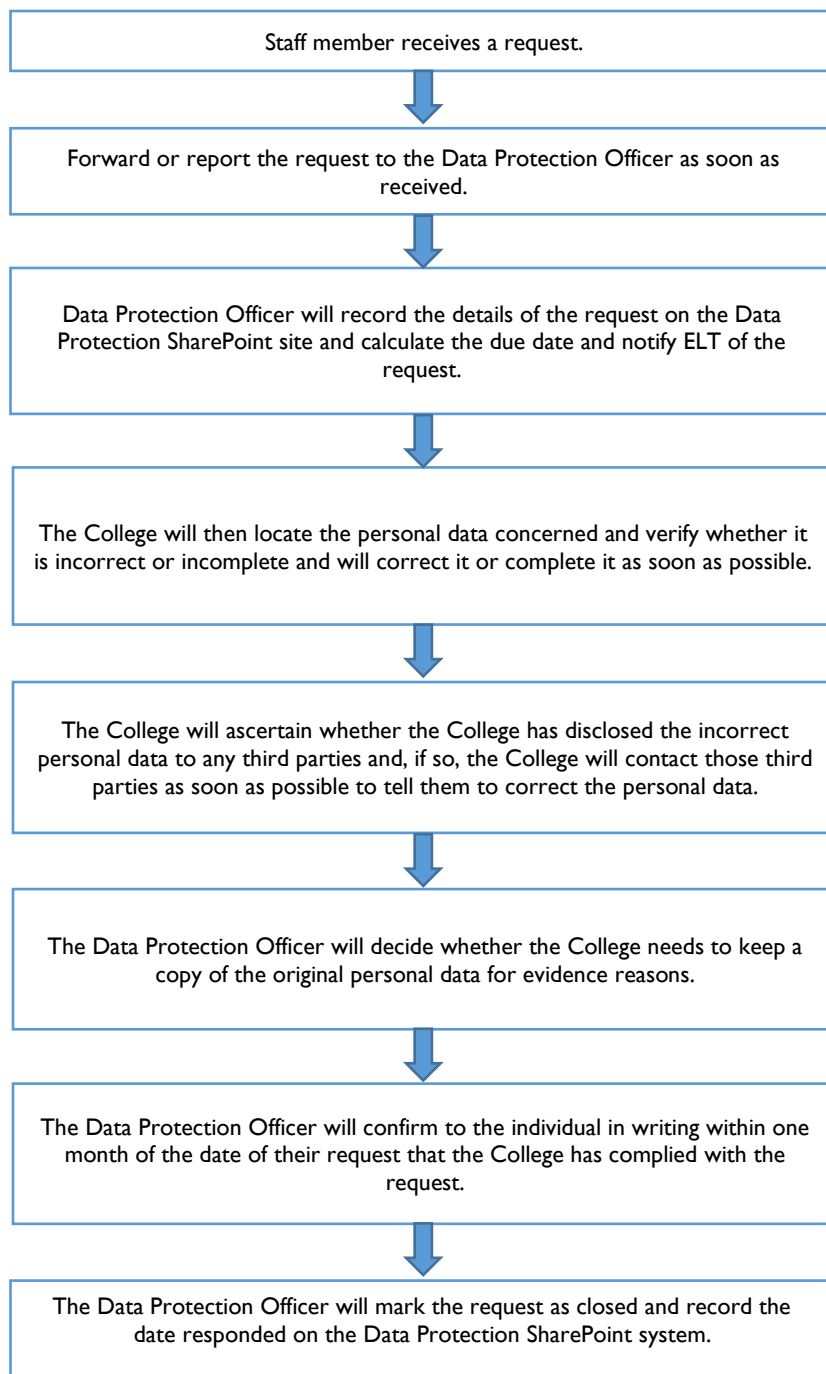 Staff member receives a request.
Forward or report the request to the Data Protection Officer as soon as
received.
Data Protection Officer will record the details of the request on the Data
Protection SharePoint site and calculate the due date and notify ELT of the
request.
The College will then locate the personal data concerned and verify whether it
is incorrect or incomplete and will correct it or complete it as soon as possible.
The College will ascertain whether the College has disclosed the incorrect
personal data to any third parties and, if so, the College will contact those third
parties as soon as possible to tell them to correct the personal data.
The Data Protection Officer will decide whether the College needs to keep a
copy of the original personal data for evidence reasons.
The Data Protection Officer will confirm to the individual in writing within one
month of the date of their request that the College has complied with the
request.
The Data Protection Officer will mark the request as closed and record the
date responded on the Data Protection SharePoint system.